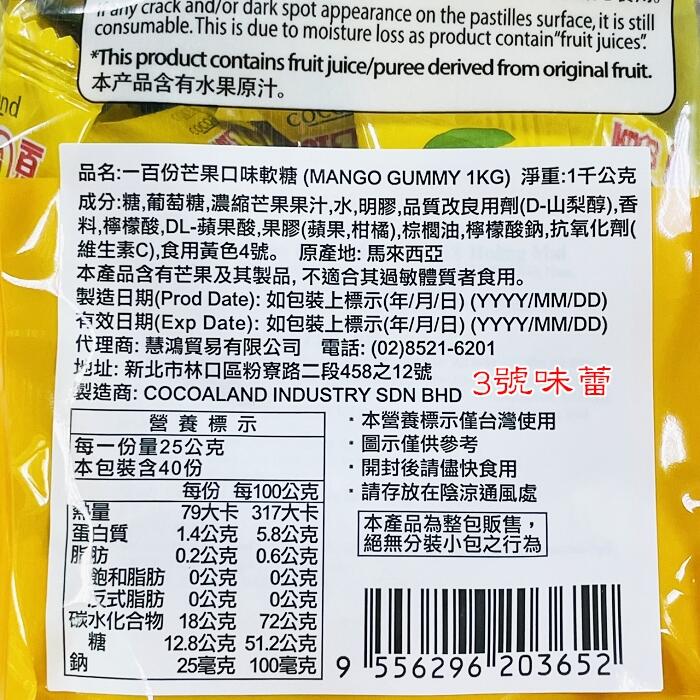 If any crack and/or dark spot appearance on the pastilles surface, it is still
consumable. This is due to moisture loss as product contain "fruit juices".
*This product contains fruit juice/puree derived from original fruit.
本产品含有水果原汁。
品名:一百份芒果口味軟糖 (MANGO GUMMY 1KG) 淨重:1千公克
成分:糖,葡萄糖,濃縮芒果果汁,水,明膠,品質改良用劑(D-山梨醇),香
料,檸檬酸,DL-蘋果酸,果膠(蘋果,柑橘),棕櫚油,檸檬酸鈉,抗氧化劑(
維生素C),食用黃色4號。 原產地: 馬來西亞
本產品含有芒果及其製品, 不適合其過敏體質者食用。
製造日期(Prod Date): 如包裝上標示(年/月/日) (YYYY/MM/DD)
有效日期(Exp Date): 如包裝上標示(年/月/日) (YYYY/MM/DD)
代理商: 慧鴻貿易有限公司 電話: (02)8521-6201
地址: 新北市林口區粉寮路二段458之12號
製造商: COCOALAND INDUSTRY SDN BHD
3號味蕾
營養標示
每一份量25公克
本包裝含40份
每份 每100公克
熱量 79大卡 317大卡
蛋白質 1.4公克 5.8公克
脂肪 0.2公克 0.6公克
飽和脂肪 0公克 0公克
反式脂肪 0公克 0公克
碳水化合物 18公克 72公克
糖 12.8公克 51.2公克
鈉 25毫克 100毫克
・本營養標示僅台灣使用
・圖示僅供參考
・開封後請儘快食用
・請存放在陰涼通風處
本產品為整包販售，
絕無分裝小包之行為
9 556296 203652